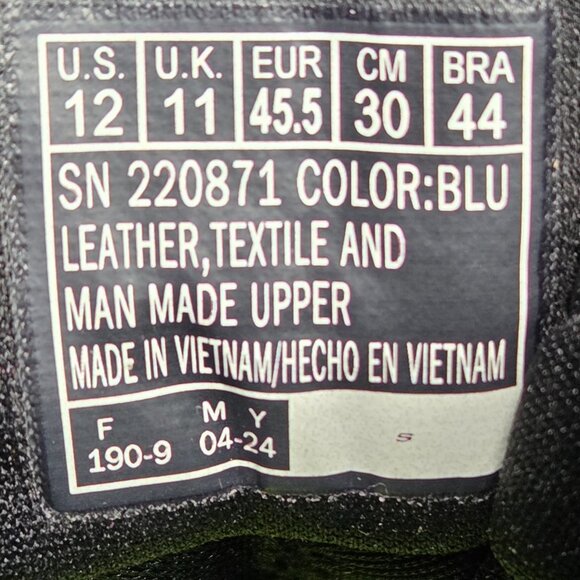 U.S. U.K. EUR CM BRA
12 11 45.5 30 44
SN 220871 COLOR:BLU
LEATHER,TEXTILE AND
MAN MADE UPPER
MADE IN VIETNAM/HECHO EN VIETNAM
F M Y
190-9 04-24
S